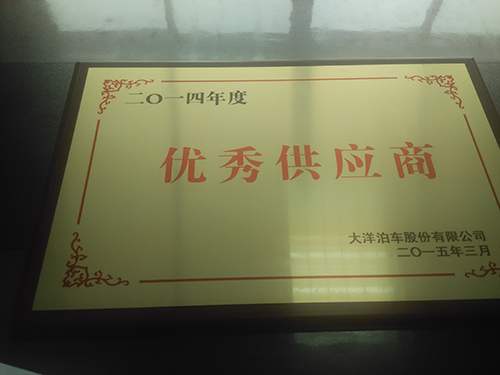 二〇一四年度
优秀供应商
大洋泊车股份有限公司
二〇一五年三月